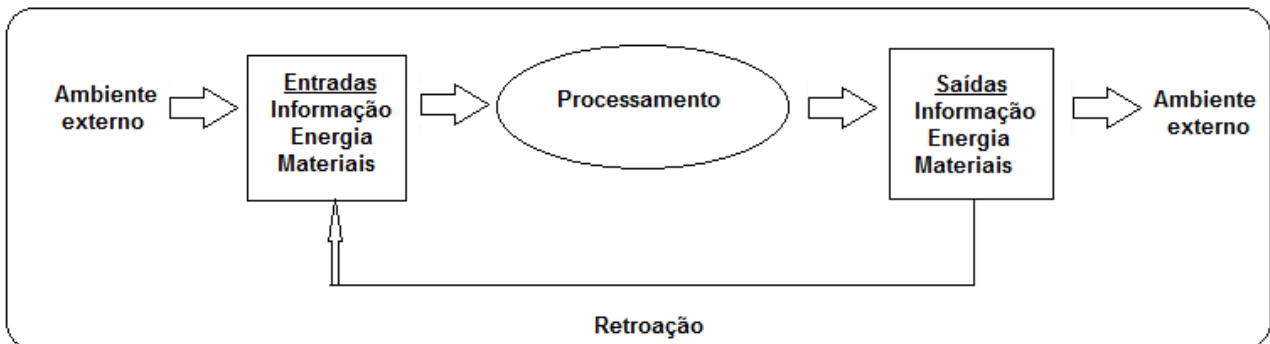 Ambiente
externo
Entradas
Informação
Energia
Materiais
Processamento
Saídas
Informação
Energia
Materiais
Ambiente
externo
Retroação